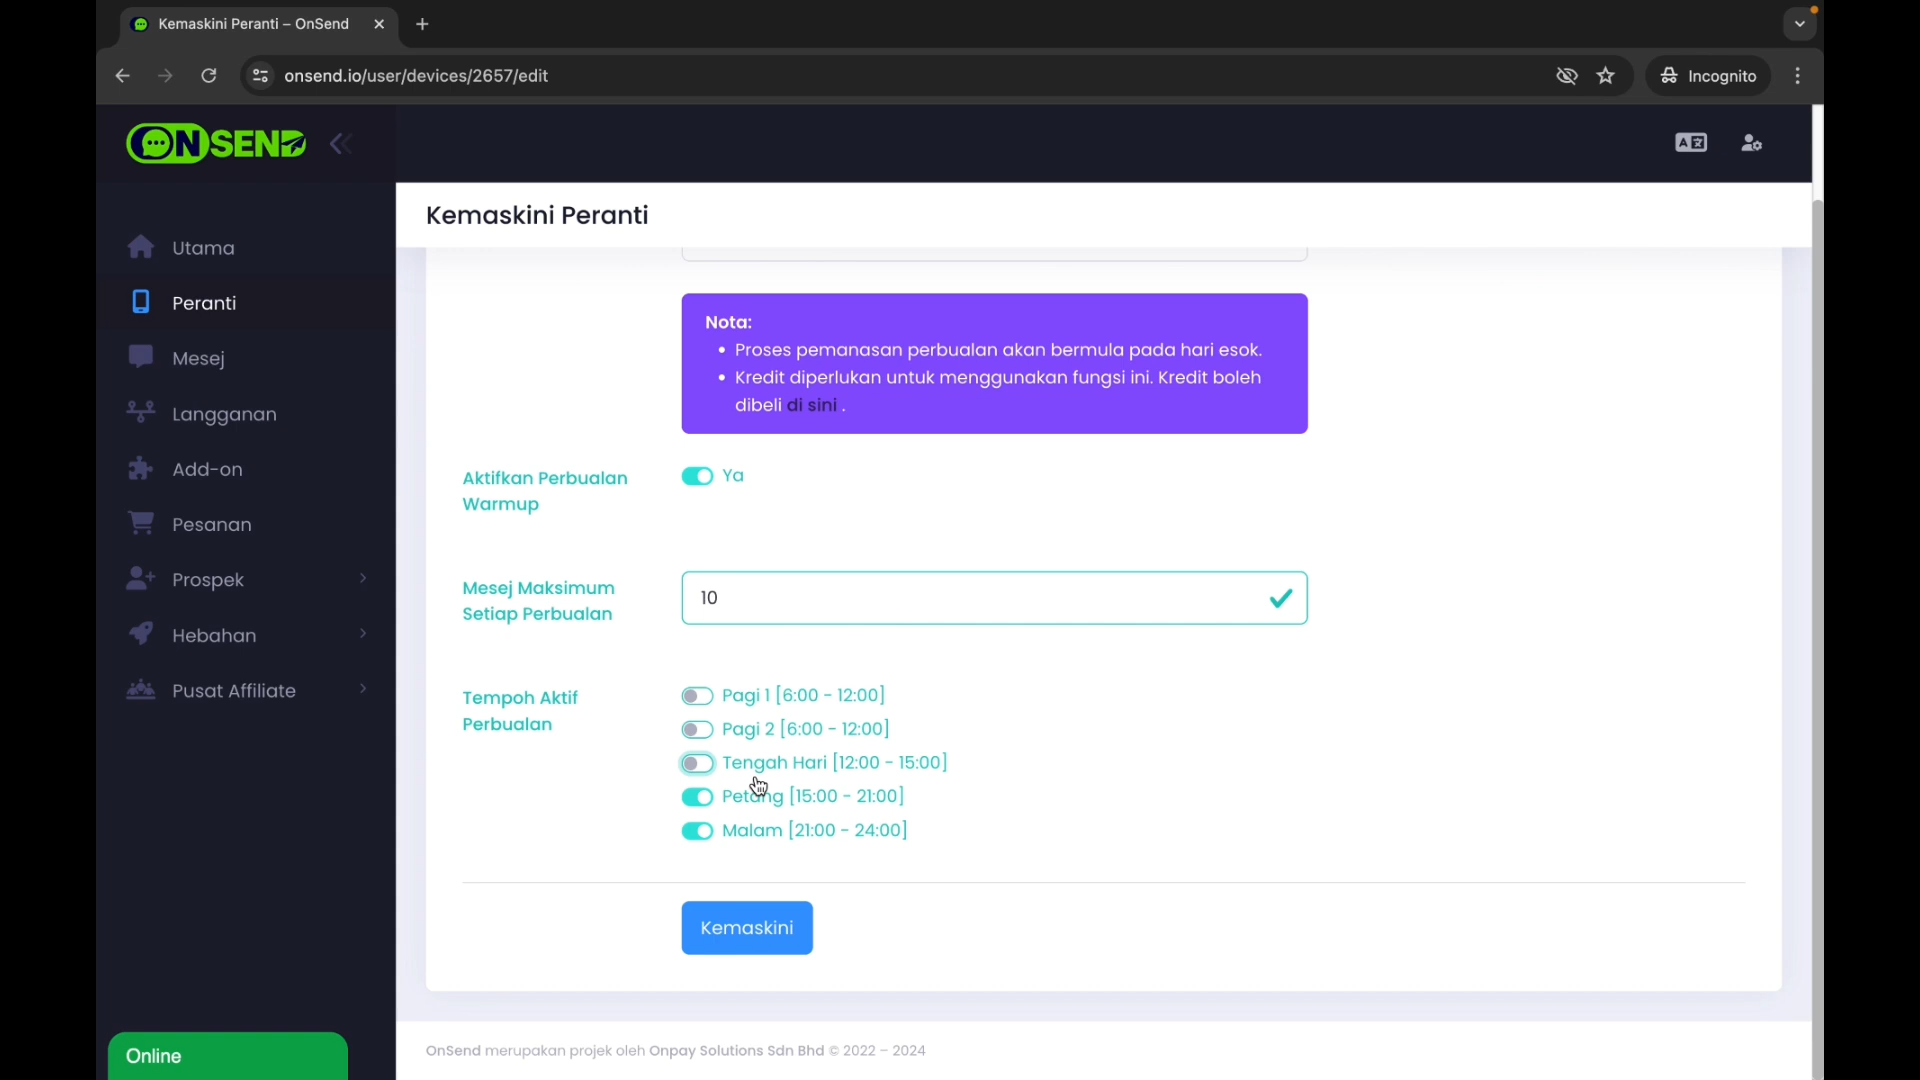 Kemaskini Peranti – OnSend
onsend.io/user/devices/2657/edit
Incognito
ONSEND
Kemaskini Peranti
Utama
Peranti
Mesej
Langganan
Add-on
Pesanan
Prospek
Hebahan
Pusat Affiliate
Online
Nota:
• Proses pemanasan perbualan akan bermula pada hari esok.
• Kredit diperlukan untuk menggunakan fungsi ini. Kredit boleh
dibeli di sini .
Aktifkan Perbualan
Warmup
Ya
Mesej Maksimum
Setiap Perbualan
10
Tempoh Aktif
Perbualan
Pagi 1 [6:00 - 12:00]
Pagi 2 [6:00 - 12:00]
Tengah Hari [12:00 - 15:00]
Petang [15:00 - 21:00]
Malam [21:00 - 24:00]
Kemaskini
OnSend merupakan projek oleh Onpay Solutions Sdn Bhd © 2022 – 2024